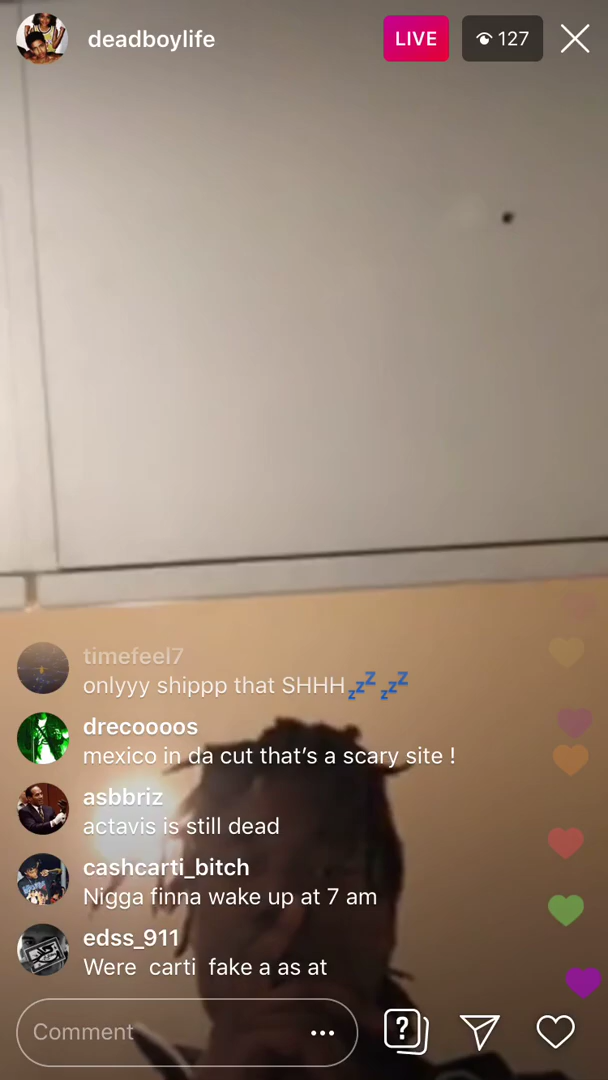 deadboylife
LIVE
127
timefeel7
onlyyy shippp that SHHH💤💤
drecoooos
mexico in da cut that’s a scary site !
asbbriz
actavis is still dead
cashcarti_bitch
Nigga finna wake up at 7 am
edss_911
Were  carti  fake a as at
Comment